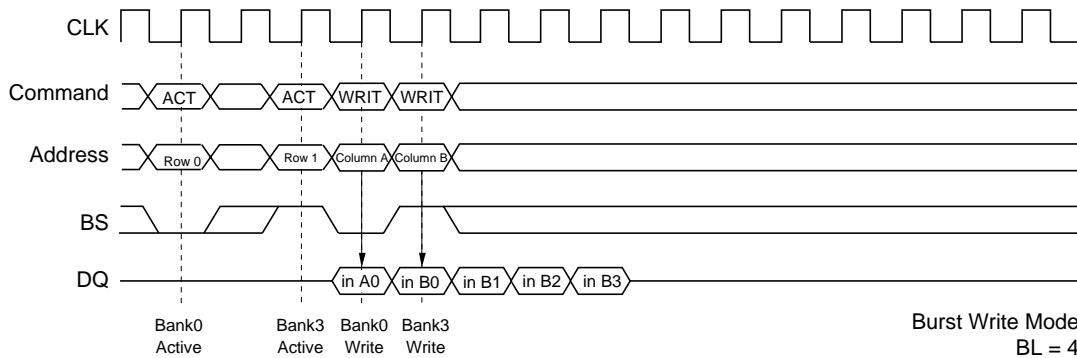 CLK
Command ACT ACT WRIT WRIT
Address Row 0 Row 1 Column A Column B
BS
DQ in A0 in B0 in B1 in B2 in B3
Bank0 Bank3 Bank0 Bank3
Active Active Write Write
Burst Write Mode
BL = 4